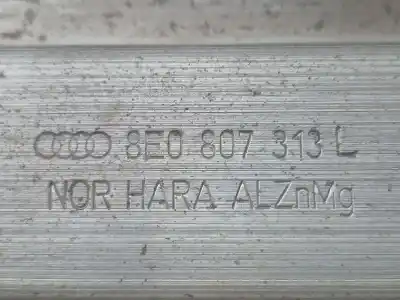 8E0 807 313 L
NOR HARA ALZnMg